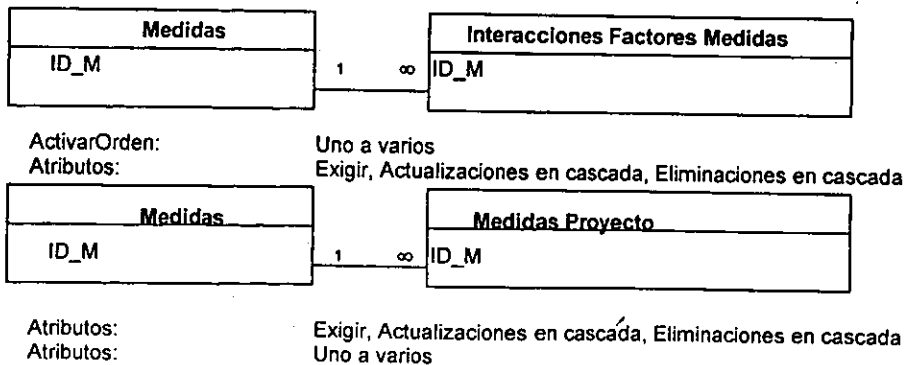 Medidas Interacciones Factores Medidas
ID_M 1 ∞ ID_M
ActivarOrden: Uno a varios
Atributos: Exigir, Actualizaciones en cascada, Eliminaciones en cascada
Medidas Medidas Proyecto
ID_M 1 ∞ ID_M
Atributos: Exigir, Actualizaciones en cascada, Eliminaciones en cascada
Atributos: Uno a varios